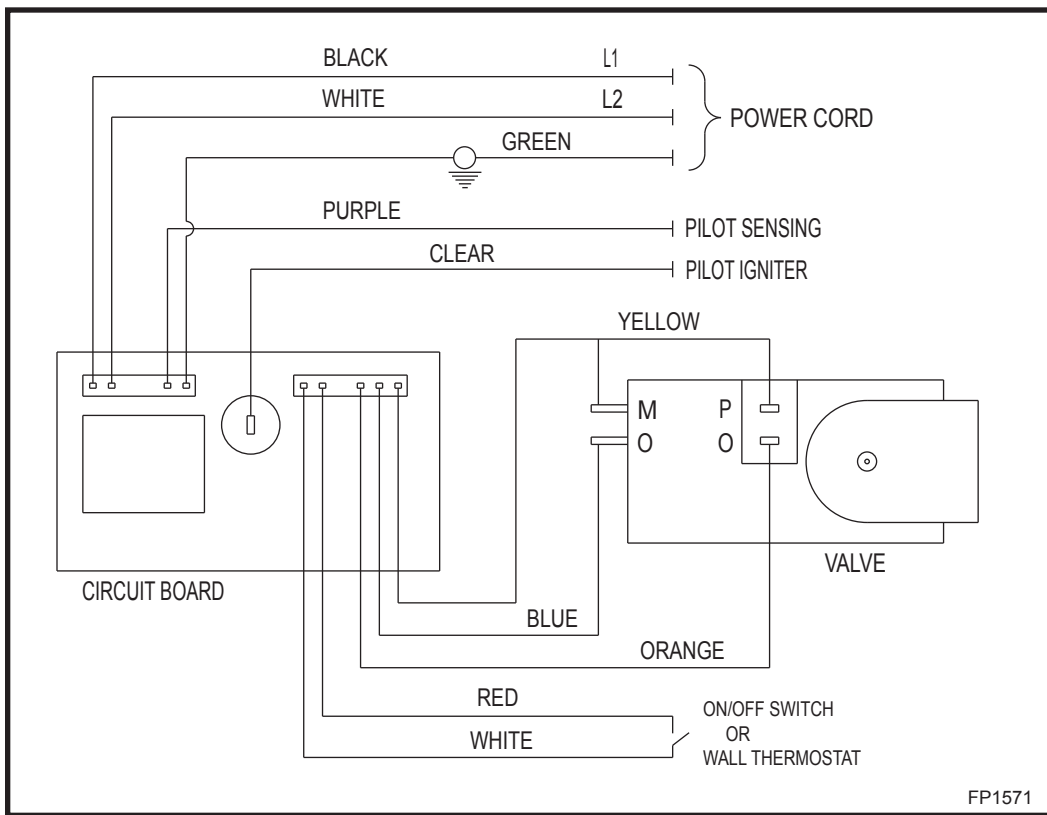 BLACK
L1
WHITE
L2
POWER CORD
GREEN
PURPLE
PILOT SENSING
CLEAR
PILOT IGNITER
YELLOW
M
P
O
O
VALVE
CIRCUIT BOARD
BLUE
ORANGE
RED
ON/OFF SWITCH
OR
WALL THERMOSTAT
WHITE
FP1571